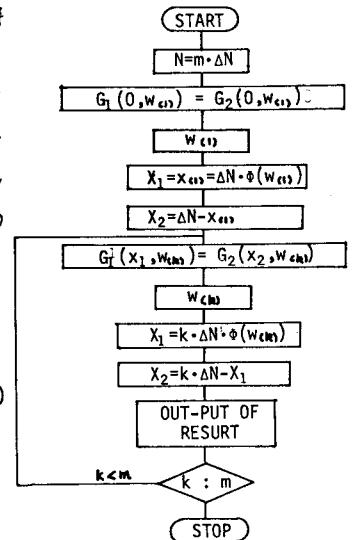 START
N=m·ΔN
G₁(0,w₍₁₎) = G₂(0,w₍₁₎)
w₍₁₎
X₁=x₍₁₎=ΔN·Φ(w₍₁₎)
X₂=ΔN-x₍₁₎
G₁(x₁,w₍k₎)= G₂(x₂,w₍k₎)
w₍k₎
X₁=k·ΔN·Φ(w₍k₎)
X₂=k·ΔN-X₁
OUT-PUT OF
RESURT
k<m
k : m
STOP